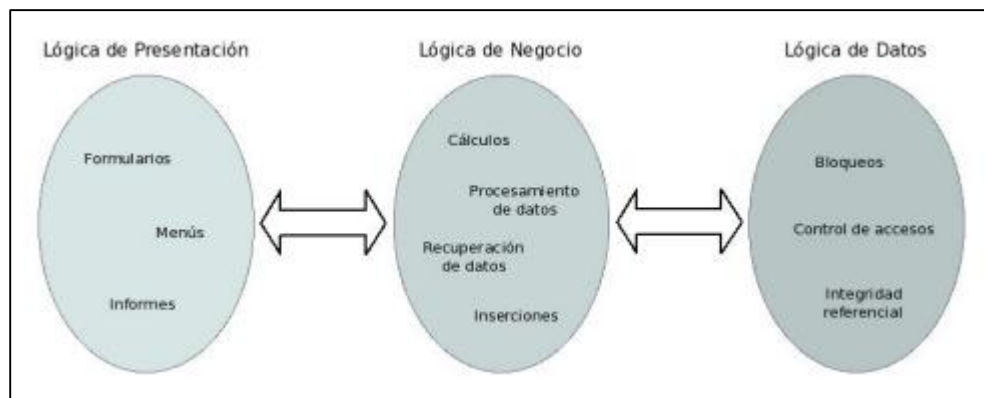 Lógica de Presentación
Formularios
Menús
Informes
Lógica de Negocio
Cálculos
Procesamiento
de datos
Recuperación
de datos
Inserciones
Lógica de Datos
Bloqueos
Control de accesos
Integridad
referencial